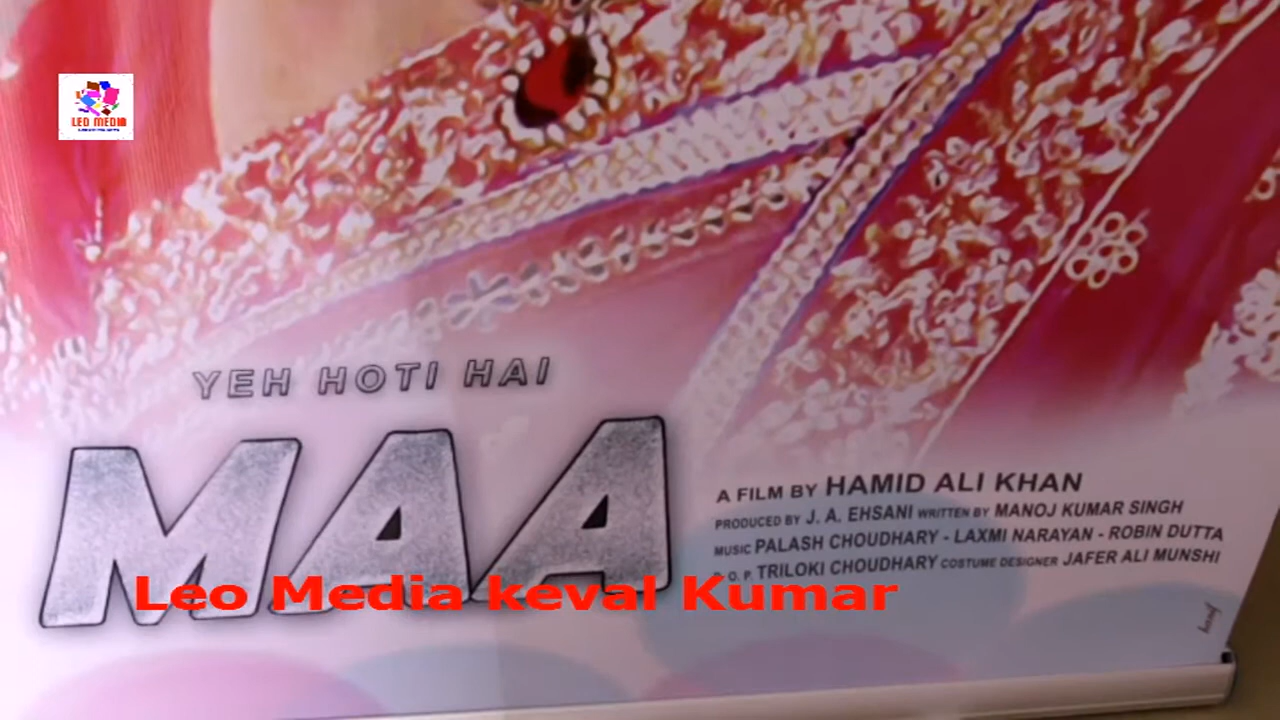 LEO MEDIA
YEH HOTI HAI
MAA
A FILM BY HAMID ALI KHAN
PRODUCED BY J. A. EHSANI WRITTEN BY MANOJ KUMAR SINGH
MUSIC PALASH CHOUDHARY - LAXMI NARAYAN - ROBIN DUTTA
D. O. P. TRILOKI CHOUDHARY COSTUME DESIGNER JAFER ALI MUNSHI
Leo Media keval Kumar